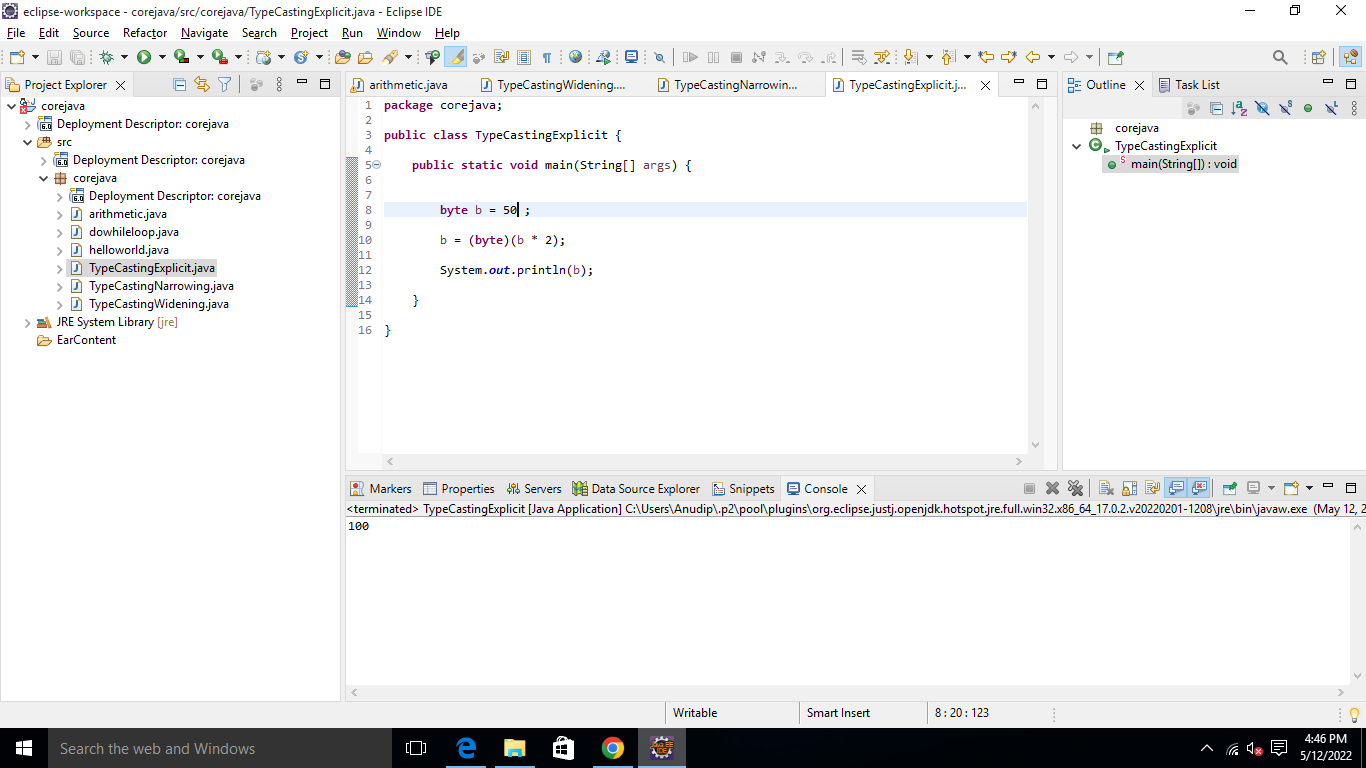 eclipse-workspace - corejava/src/corejava/TypeCastingExplicit.java - Eclipse IDE
File Edit Source Refactor Navigate Search Project Run Window Help
Project Explorer
corejava
Deployment Descriptor: corejava
src
Deployment Descriptor: corejava
corejava
Deployment Descriptor: corejava
arithmetic.java
dowhileloop.java
helloworld.java
TypeCastingExplicit.java
TypeCastingNarrowing.java
TypeCastingWidening.java
JRE System Library [jre]
EarContent
arithmetic.java TypeCastingWidening.... TypeCastingNarrowin... TypeCastingExplicit.j...
1 package corejava;
2
3 public class TypeCastingExplicit {
4
5 public static void main(String[] args) {
6
7
8 byte b = 50 ;
9
10 b = (byte)(b * 2);
11
12 System.out.println(b);
13
14 }
15
16 }
Outline Task List
corejava
TypeCastingExplicit
main(String[]) : void
Markers Properties Servers Data Source Explorer Snippets Console
<terminated> TypeCastingExplicit [Java Application] C:\Users\Anudip\.p2\pool\plugins\org.eclipse.justj.openjdk.hotspot.jre.full.win32.x86_64_17.0.2.v20220201-1208\jre\bin\javaw.exe (May 12, 2
100
Writable Smart Insert 8 : 20 : 123
Search the web and Windows
4:46 PM
5/12/2022